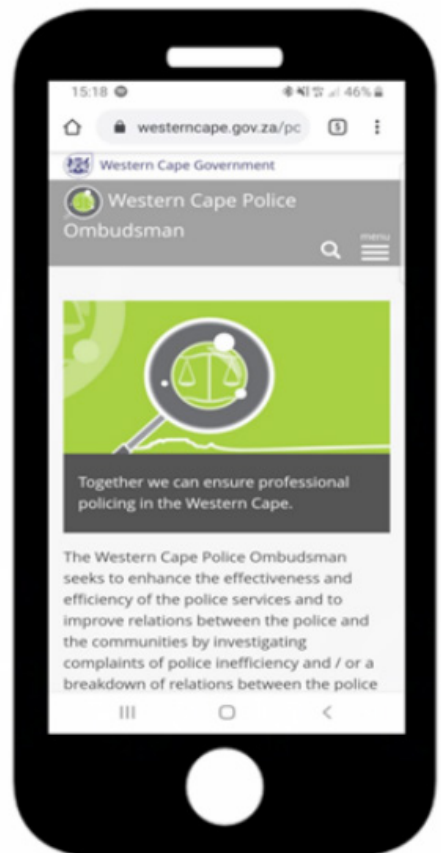 15:18 46%
westerncape.gov.za/pc 5
Western Cape Government
Western Cape Police
Ombudsman
menu
Together we can ensure professional
policing in the Western Cape.
The Western Cape Police Ombudsman
seeks to enhance the effectiveness and
efficiency of the police services and to
improve relations between the police and
the communities by investigating
complaints of police inefficiency and / or a
breakdown of relations between the police